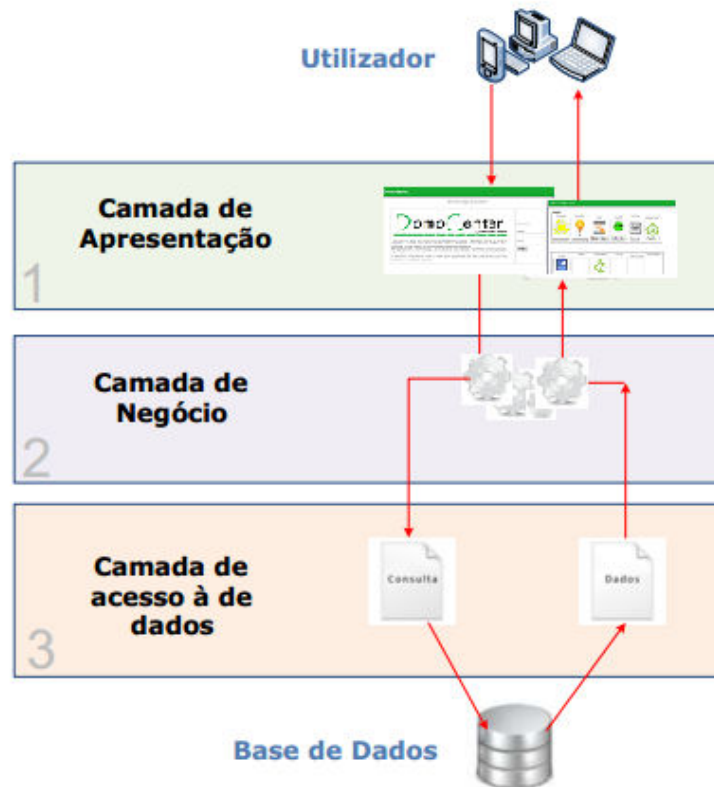 Utilizador
Camada de
Apresentação
1
DomoCenter
Camada de
Negócio
2
Camada de
acesso à de
dados
3
Consulta
Dados
Base de Dados